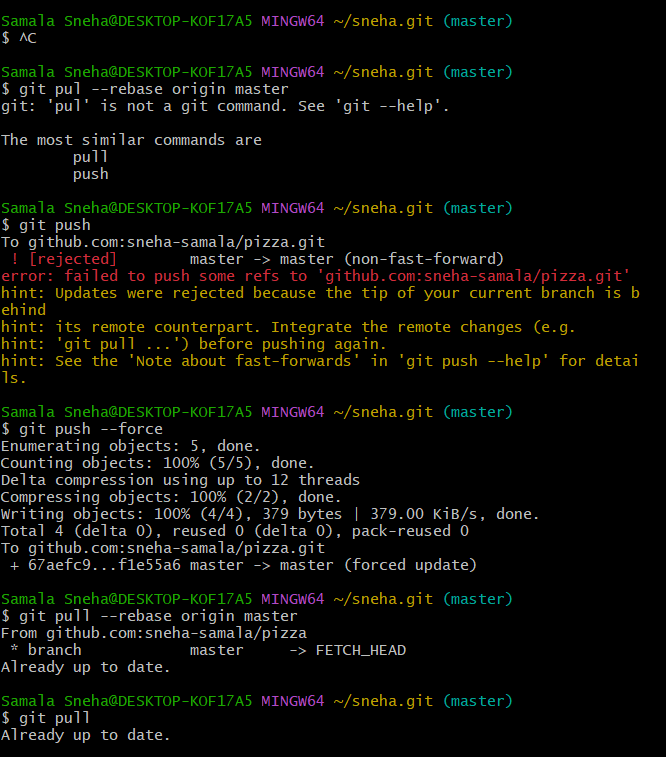 Samala Sneha@DESKTOP-KOF17A5 MINGW64 ~/sneha.git (master)
$ ^C
Samala Sneha@DESKTOP-KOF17A5 MINGW64 ~/sneha.git (master)
$ git pul --rebase origin master
git: 'pul' is not a git command. See 'git --help'.
The most similar commands are
        pull
        push
Samala Sneha@DESKTOP-KOF17A5 MINGW64 ~/sneha.git (master)
$ git push
To github.com:sneha-samala/pizza.git
 ! [rejected]        master -> master (non-fast-forward)
error: failed to push some refs to 'github.com:sneha-samala/pizza.git'
hint: Updates were rejected because the tip of your current branch is b
ehind
hint: its remote counterpart. Integrate the remote changes (e.g.
hint: 'git pull ...') before pushing again.
hint: See the 'Note about fast-forwards' in 'git push --help' for detai
ls.
Samala Sneha@DESKTOP-KOF17A5 MINGW64 ~/sneha.git (master)
$ git push --force
Enumerating objects: 5, done.
Counting objects: 100% (5/5), done.
Delta compression using up to 12 threads
Compressing objects: 100% (2/2), done.
Writing objects: 100% (4/4), 379 bytes | 379.00 KiB/s, done.
Total 4 (delta 0), reused 0 (delta 0), pack-reused 0
To github.com:sneha-samala/pizza.git
 + 67aefc9...f1e55a6 master -> master (forced update)
Samala Sneha@DESKTOP-KOF17A5 MINGW64 ~/sneha.git (master)
$ git pull --rebase origin master
From github.com:sneha-samala/pizza
 * branch            master     -> FETCH_HEAD
Already up to date.
Samala Sneha@DESKTOP-KOF17A5 MINGW64 ~/sneha.git (master)
$ git pull
Already up to date.